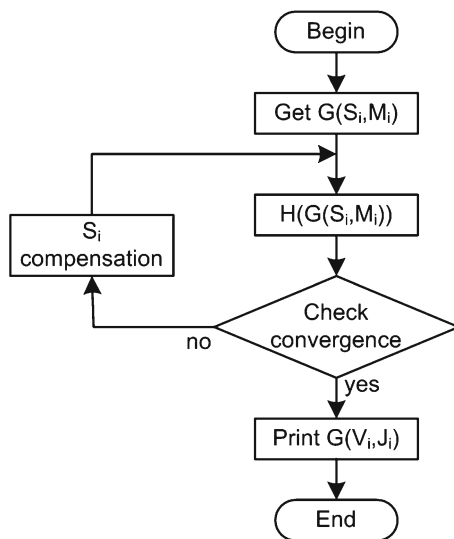 Begin
Get G(Sᵢ,Mᵢ)
H(G(Sᵢ,Mᵢ))
Sᵢ
compensation
Check
convergence
no
yes
Print G(Vᵢ,Jᵢ)
End